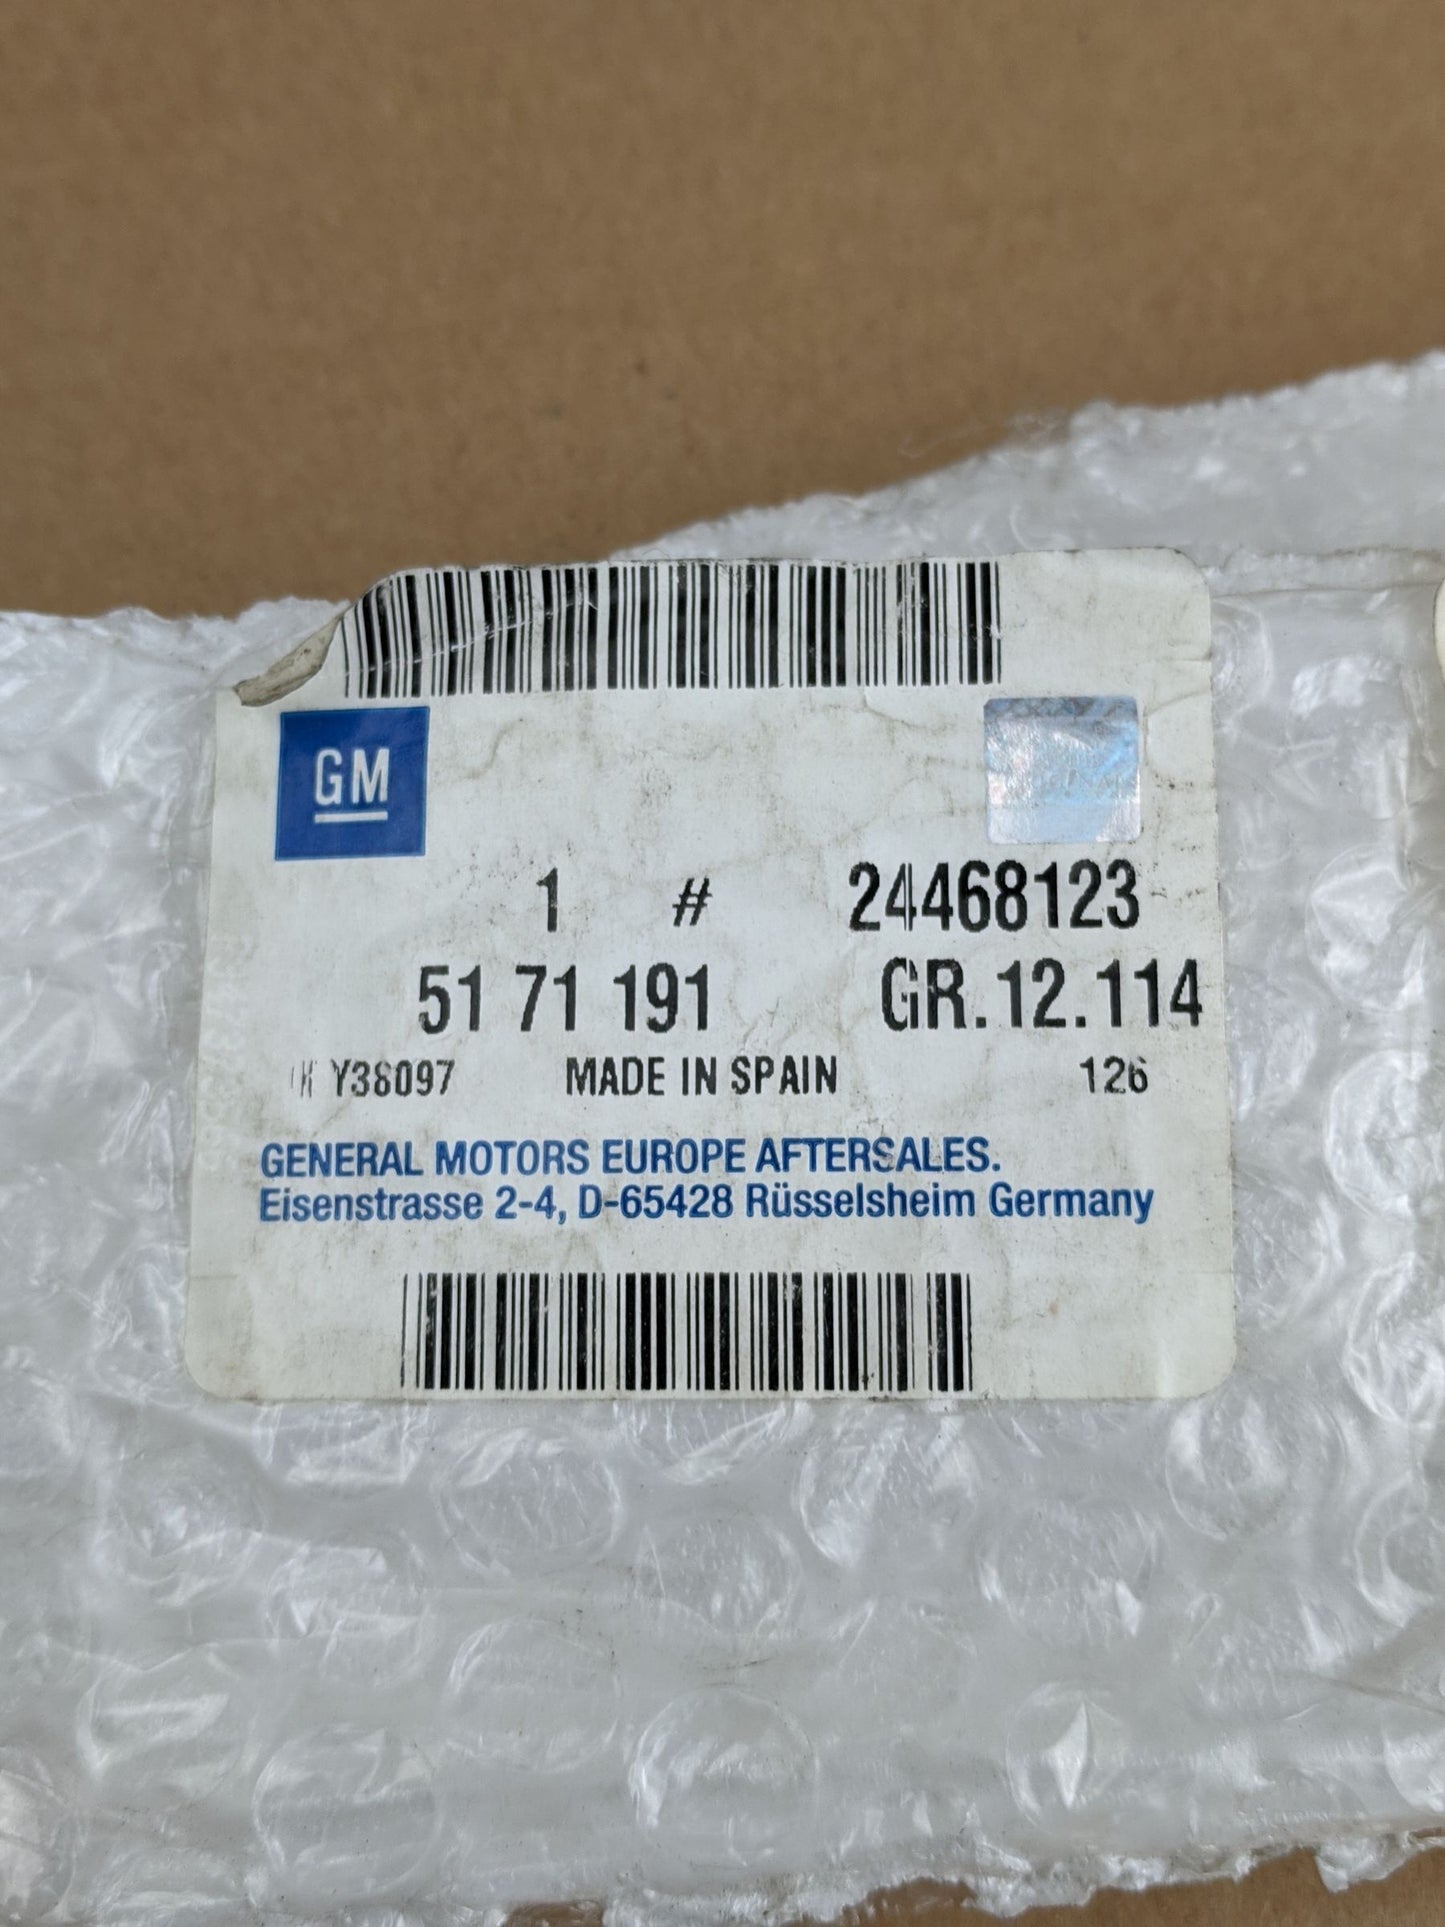 GM
1 # 24468123
51 71 191 GR.12.114
Y38097 MADE IN SPAIN 126
GENERAL MOTORS EUROPE AFTERSALES.
Eisenstrasse 2-4, D-65428 Rüsselsheim Germany